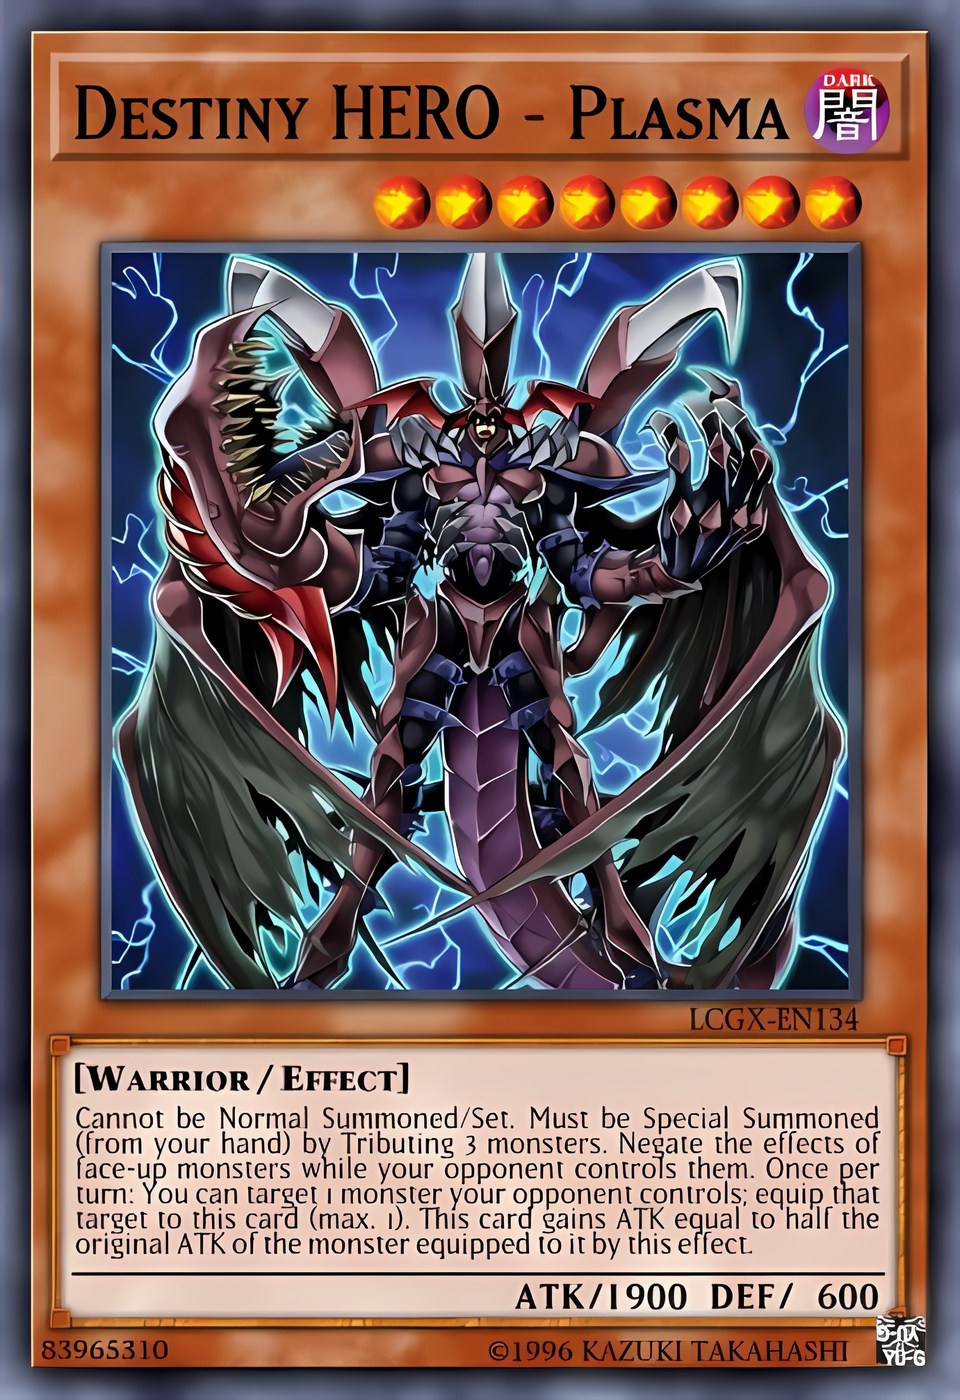 Destiny HERO - Plasma
DARK
闇
LCGX-EN134
[Warrior / Effect]
Cannot be Normal Summoned/Set. Must be Special Summoned
(from your hand) by Tributing 3 monsters. Negate the effects of
face-up monsters while your opponent controls them. Once per
turn: You can target 1 monster your opponent controls; equip that
target to this card (max. 1). This card gains ATK equal to half the
original ATK of the monster equipped to it by this effect.
ATK/1900 DEF/ 600
83965310
©1996 KAZUKI TAKAHASHI